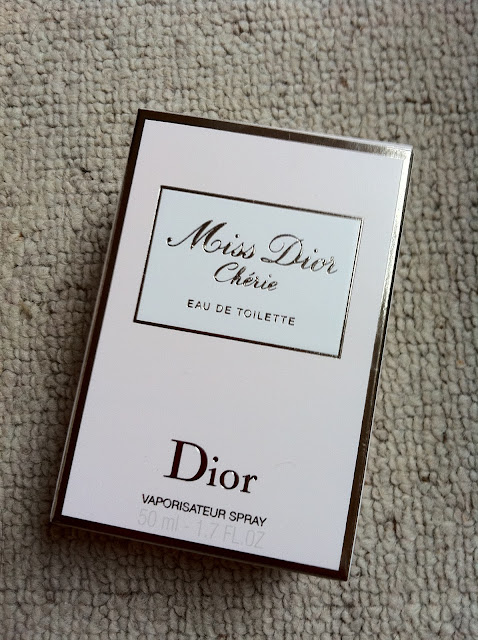 Miss Dior
Chérie
EAU DE TOILETTE
Dior
VAPORISATEUR SPRAY
50 ml - 1.7 FL.OZ